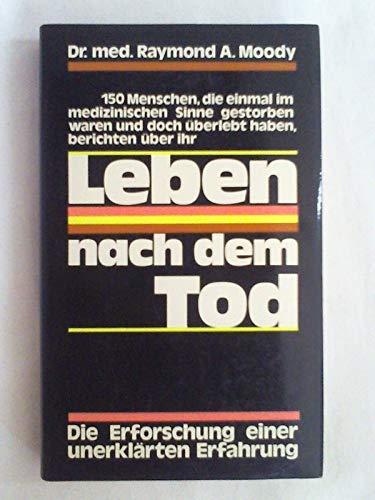 Dr. med. Raymond A. Moody
150 Menschen, die einmal im
medizinischen Sinne gestorben
waren und doch überlebt haben,
berichten über ihr
Leben
nach dem
Tod
Die Erforschung einer
unerklärten Erfahrung